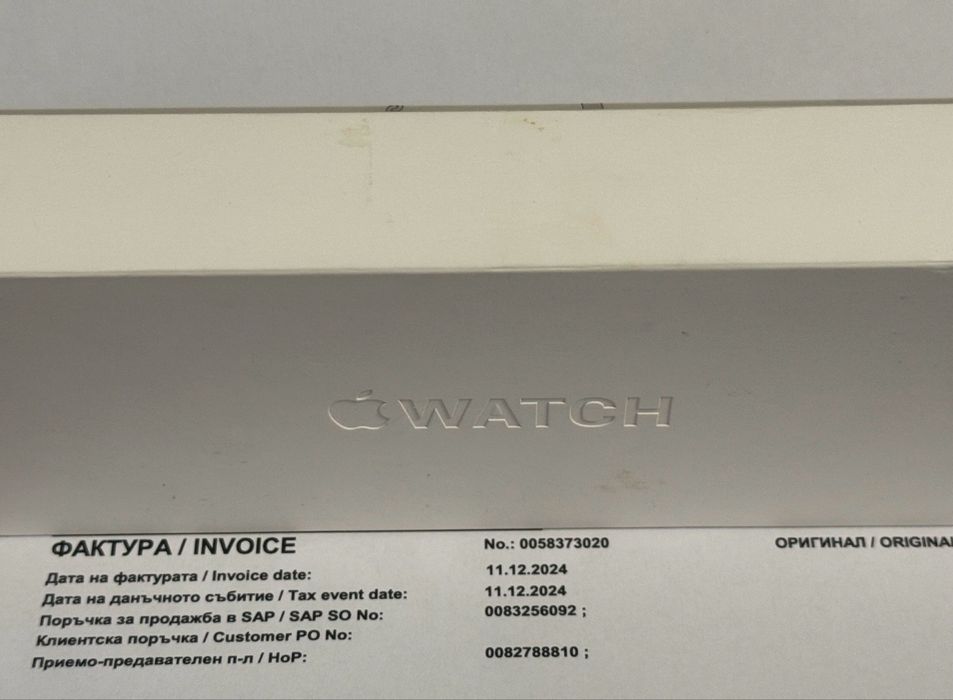 WATCH
ФАКТУРА / INVOICE No.: 0058373020 ОРИГИНАЛ / ORIGINAL
Дата на фактурата / Invoice date: 11.12.2024
Дата на данъчното събитие / Tax event date: 11.12.2024
Поръчка за продажба в SAP / SAP SO No: 0083256092 ;
Клиентска поръчка / Customer PO No:
Приемо-предавателен п-л / HoP: 0082788810 ;